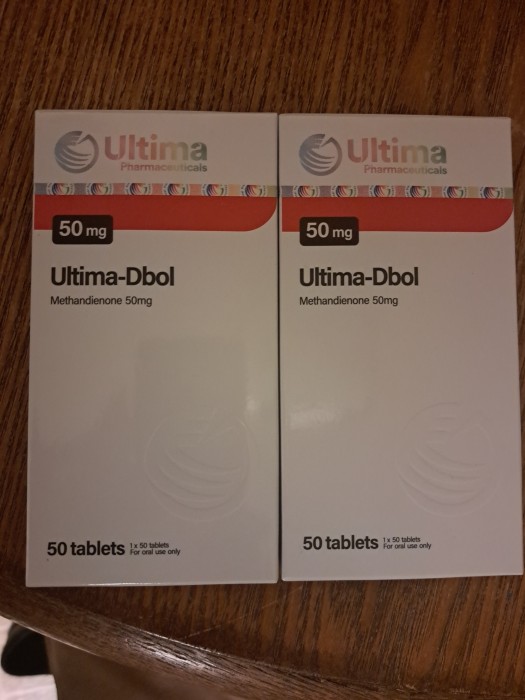 Ultima
Pharmaceuticals
50 mg
Ultima-Dbol
Methandienone 50mg
50 tablets
1 x 50 tablets
For oral use only
Ultima
Pharmaceuticals
50 mg
Ultima-Dbol
Methandienone 50mg
50 tablets
1 x 50 tablets
For oral use only